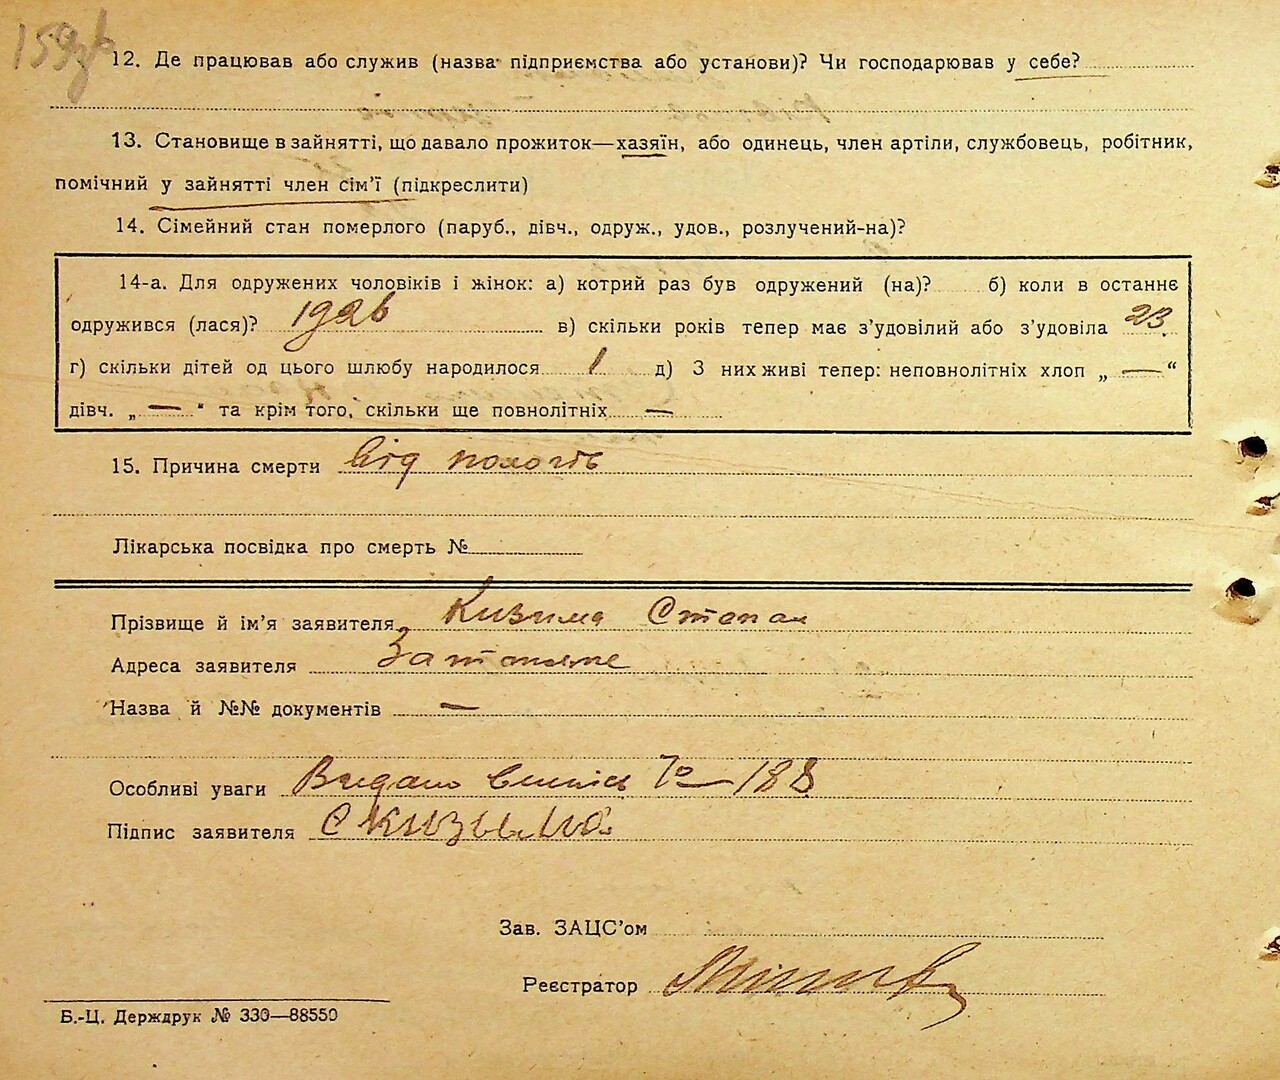 159зв
12. Де працював або служив (назва підприємства або установи)? Чи господарював у себе?
13. Становище в зайнятті, що давало прожиток—хазяїн, або одинець, член артілі, службовець, робітник,
помічний у зайнятті член сім'ї (підкреслити)
14. Сімейний стан померлого (паруб., дівч., одруж., удов., розлучений-на)?
14-а. Для одружених чоловіків і жінок: а) котрий раз був одружений (на)? б) коли в останнє
одружився (лася)? 1926 в) скільки років тепер має з'удовілий або з'удовіла 23
г) скільки дітей од цього шлюбу народилося 1 д) З них живі тепер: неповнолітніх хлоп „ — “
дівч. „ — “ та крім того, скільки ще повнолітніх —
15. Причина смерти від пологів
Лікарська посвідка про смерть №
Прізвище й ім'я заявителя Кизима Степан
Адреса заявителя
Назва й №№ документів —
Особливі уваги Видано випись 188
Підпис заявителя С Кизыма
Зав. ЗАЦС'ом
Реєстратор
Б.-Ц. Держдрук № 330—88550